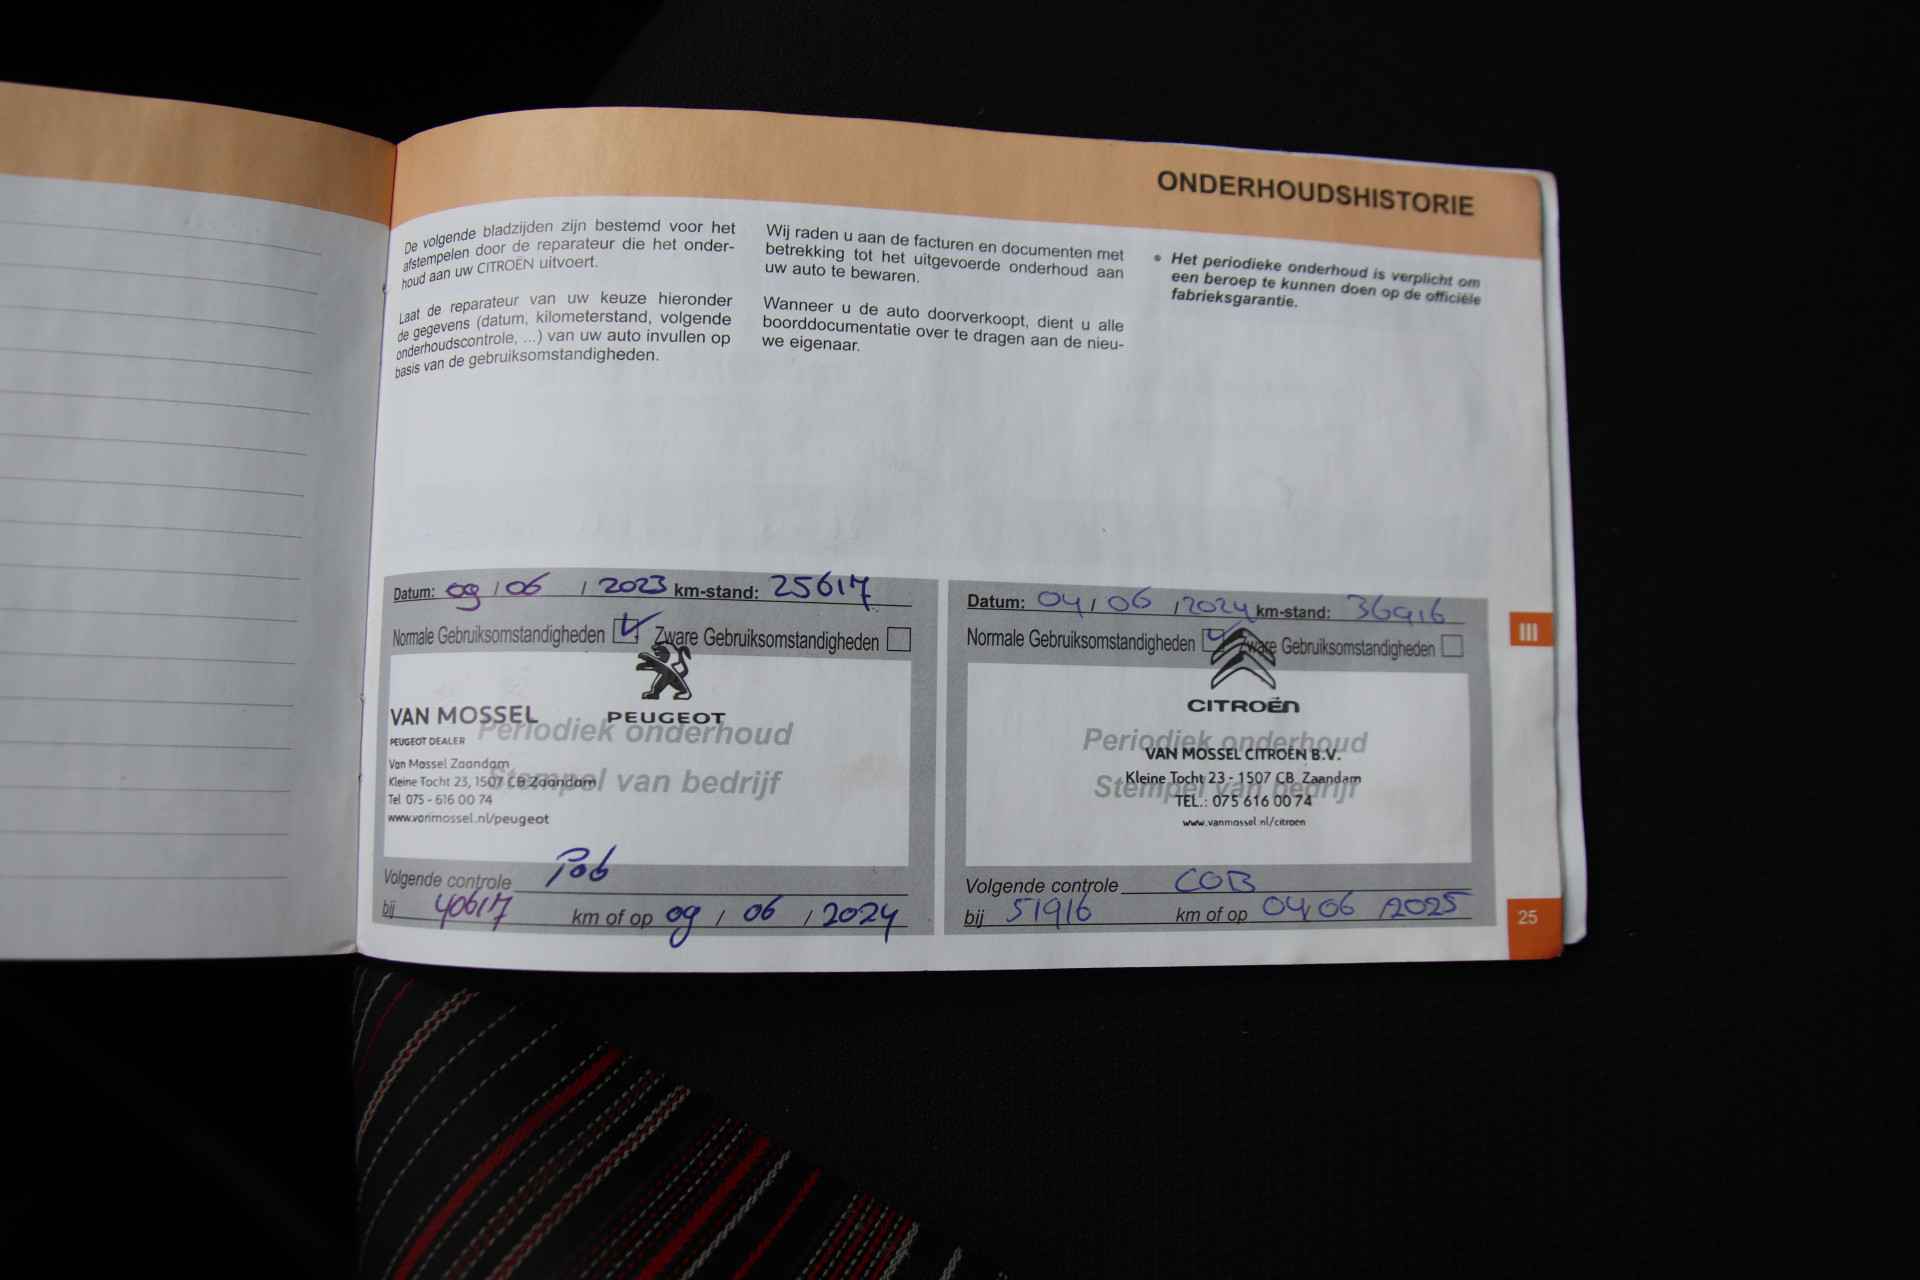 ONDERHOUDSHISTORIE
De volgende bladzijden zijn bestemd voor het
afstempelen door de reparateur die het onder-
houd aan uw CITROËN uitvoert.
Laat de reparateur van uw keuze hieronder
de gegevens (datum, kilometerstand, volgende
onderhoudscontrole, ...) van uw auto invullen op
basis van de gebruiksomstandigheden.
Wij raden u aan de facturen en documenten met
betrekking tot het uitgevoerde onderhoud aan
uw auto te bewaren.
Wanneer u de auto doorverkoopt, dient u alle
boorddocumentatie over te dragen aan de nieu-
we eigenaar.
• Het periodieke onderhoud is verplicht om
een beroep te kunnen doen op de officiële
fabrieksgarantie.
Datum: 09 / 06 / 2023 km-stand: 25617
Normale Gebruiksomstandigheden Zware Gebruiksomstandigheden
VAN MOSSEL PEUGEOT
Periodiek onderhoud
PEUGEOT DEALER
Van Mossel Zaandam
Kleine Tocht 23, 1507 CB Zaandam
Stempel van bedrijf
Tel 075 - 616 00 74
www.vanmossel.nl/peugeot
Volgende controle
bij 40617 km of op 09 / 06 / 2024
Datum: 04 / 06 / 2024 km-stand: 36916
Normale Gebruiksomstandigheden Zware Gebruiksomstandigheden
CITROËN
Periodiek onderhoud
VAN MOSSEL CITROËN B.V.
Kleine Tocht 23 - 1507 CB Zaandam
Stempel van bedrijf
TEL.: 075 616 00 74
www.vanmossel.nl/citroen
Volgende controle COB
bij 51916 km of op 04/06 /2025
III
25